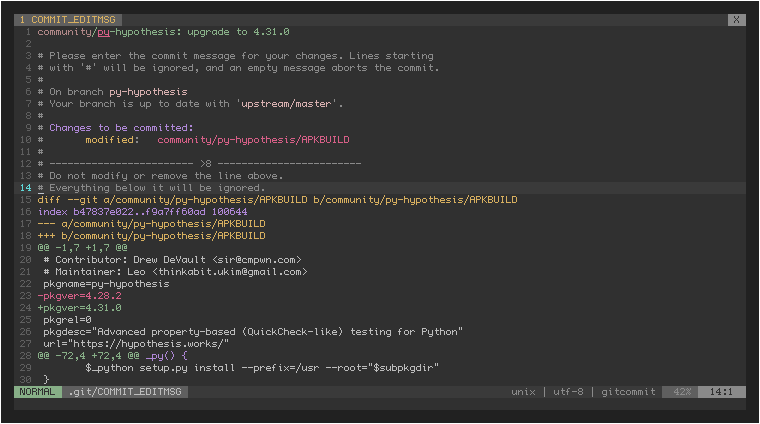 1 COMMIT_EDITMSG X
1 community/py-hypothesis: upgrade to 4.31.0
2
3 # Please enter the commit message for your changes. Lines starting
4 # with '#' will be ignored, and an empty message aborts the commit.
5 #
6 # On branch py-hypothesis
7 # Your branch is up to date with 'upstream/master'.
8 #
9 # Changes to be committed:
10 #       modified:   community/py-hypothesis/APKBUILD
11 #
12 # ------------------------ >8 ------------------------
13 # Do not modify or remove the line above.
14 # Everything below it will be ignored.
15 diff --git a/community/py-hypothesis/APKBUILD b/community/py-hypothesis/APKBUILD
16 index b47837e022..f9a7ff60ad 100644
17 --- a/community/py-hypothesis/APKBUILD
18 +++ b/community/py-hypothesis/APKBUILD
19 @@ -1,7 +1,7 @@
20  # Contributor: Drew DeVault <sir@cmpwn.com>
21  # Maintainer: Leo <thinkabit.ukim@gmail.com>
22  pkgname=py-hypothesis
23 -pkgver=4.28.2
24 +pkgver=4.31.0
25  pkgrel=0
26  pkgdesc="Advanced property-based (QuickCheck-like) testing for Python"
27  url="https://hypothesis.works/"
28 @@ -72,4 +72,4 @@ _py() {
29         $_python setup.py install --prefix=/usr --root="$subpkgdir"
30  }
NORMAL .git/COMMIT_EDITMSG unix | utf-8 | gitcommit 42% 14:1